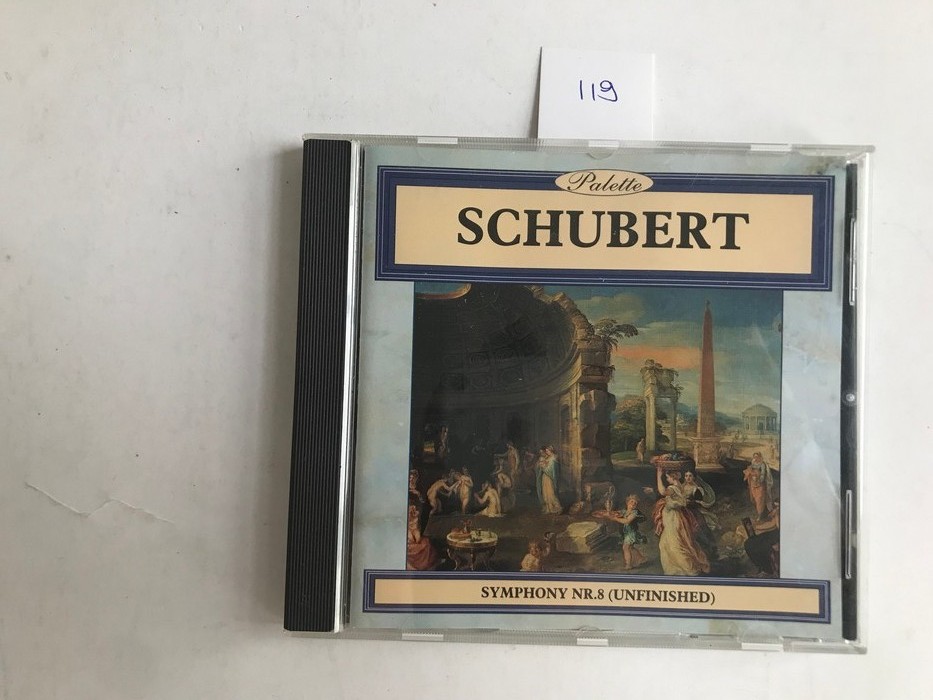 119
Palette
SCHUBERT
SYMPHONY NR.8 (UNFINISHED)